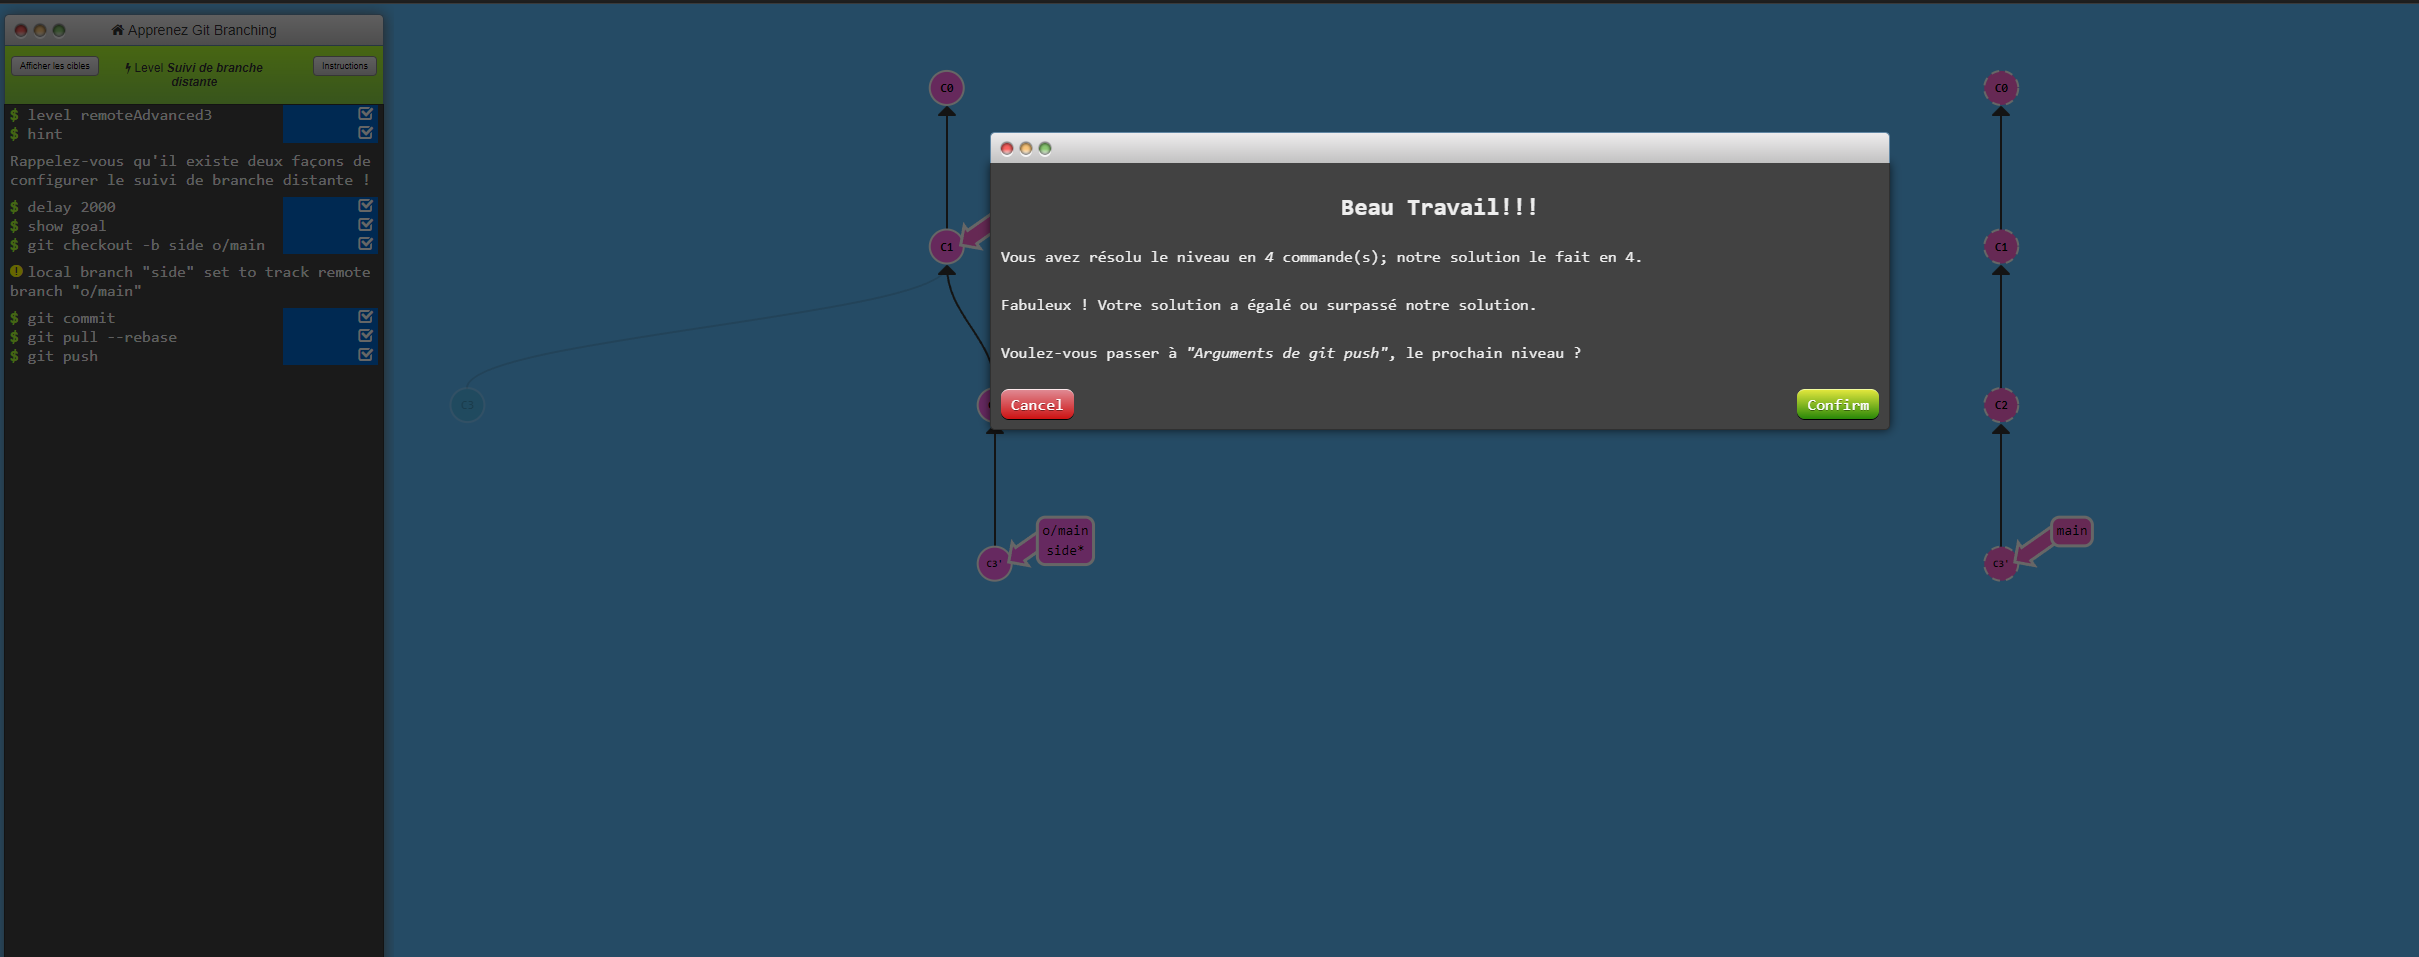 Apprenez Git Branching
Afficher les cibles
Level Suivi de branche
distante
Instructions
$ level remoteAdvanced3
$ hint
Rappelez-vous qu'il existe deux façons de
configurer le suivi de branche distante !
$ delay 2000
$ show goal
$ git checkout -b side o/main
local branch "side" set to track remote
branch "o/main"
$ git commit
$ git pull --rebase
$ git push
C0
C1
C3
C3'
o/main
side*
Beau Travail!!!
Vous avez résolu le niveau en 4 commande(s); notre solution le fait en 4.
Fabuleux ! Votre solution a égalé ou surpassé notre solution.
Voulez-vous passer à "Arguments de git push", le prochain niveau ?
Cancel
Confirm
C0
C1
C2
main
C3'